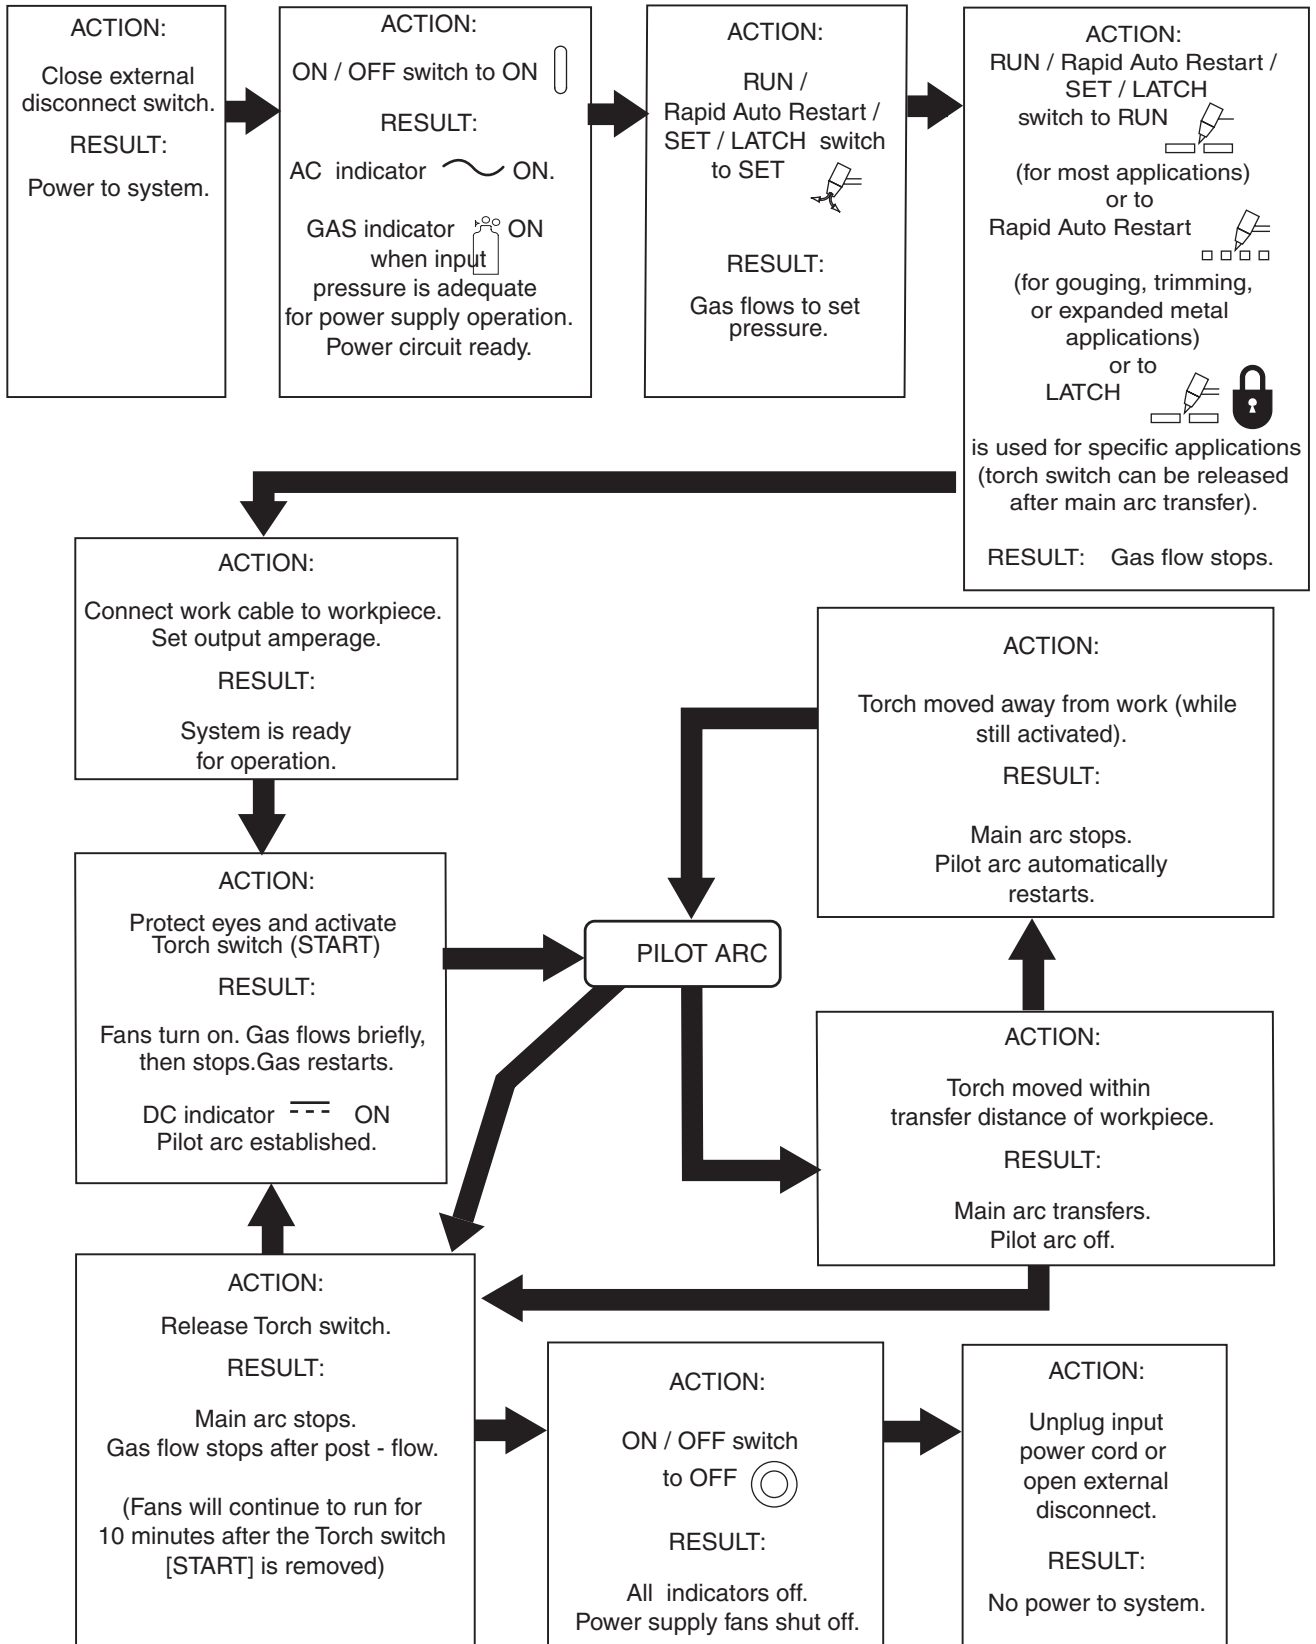 ACTION:
Close external
disconnect switch.
RESULT:
Power to system.
ACTION:
ON / OFF switch to ON
RESULT:
AC indicator ON.
GAS indicator ON
when input
pressure is adequate
for power supply operation.
Power circuit ready.
ACTION:
RUN /
Rapid Auto Restart /
SET / LATCH switch
to SET
RESULT:
Gas flows to set
pressure.
ACTION:
RUN / Rapid Auto Restart /
SET / LATCH
switch to RUN
(for most applications)
or to
Rapid Auto Restart
(for gouging, trimming,
or expanded metal
applications)
or to
LATCH
is used for specific applications
(torch switch can be released
after main arc transfer).
RESULT: Gas flow stops.
ACTION:
Connect work cable to workpiece.
Set output amperage.
RESULT:
System is ready
for operation.
ACTION:
Protect eyes and activate
Torch switch (START)
RESULT:
Fans turn on. Gas flows briefly,
then stops.Gas restarts.
DC indicator ON
Pilot arc established.
PILOT ARC
ACTION:
Torch moved away from work (while
still activated).
RESULT:
Main arc stops.
Pilot arc automatically
restarts.
ACTION:
Torch moved within
transfer distance of workpiece.
RESULT:
Main arc transfers.
Pilot arc off.
ACTION:
Release Torch switch.
RESULT:
Main arc stops.
Gas flow stops after post - flow.
(Fans will continue to run for
10 minutes after the Torch switch
[START] is removed)
ACTION:
ON / OFF switch
to OFF
RESULT:
All indicators off.
Power supply fans shut off.
ACTION:
Unplug input
power cord or
open external
disconnect.
RESULT:
No power to system.